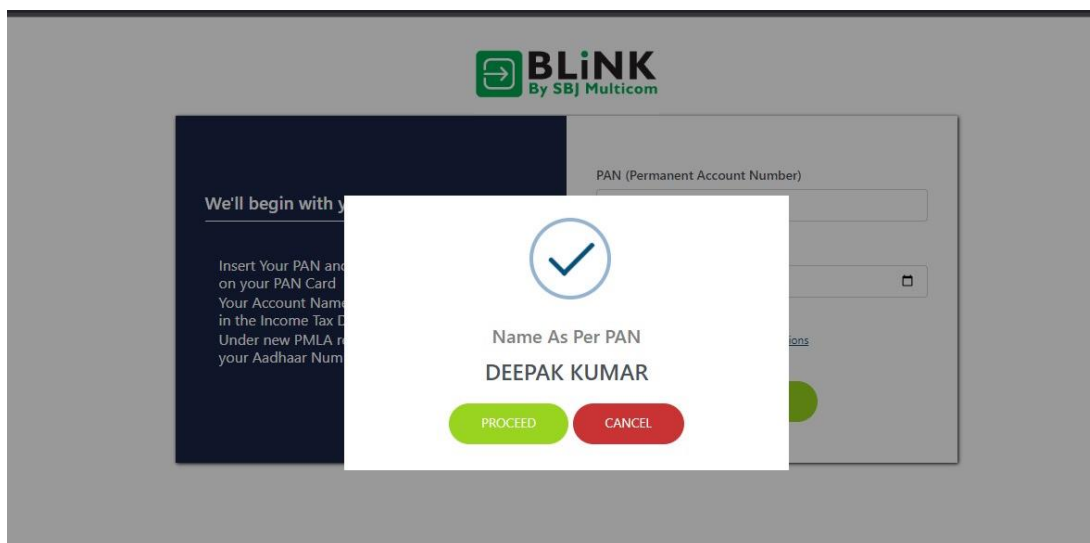 BLiNK
By SBJ Multicom
PAN (Permanent Account Number)
We'll begin with
Insert Your PAN and
on your PAN Card
Your Account Name
in the Income Tax
Under new PMLA
your Aadhaar
Name As Per PAN
DEEPAK KUMAR
PROCEED
CANCEL